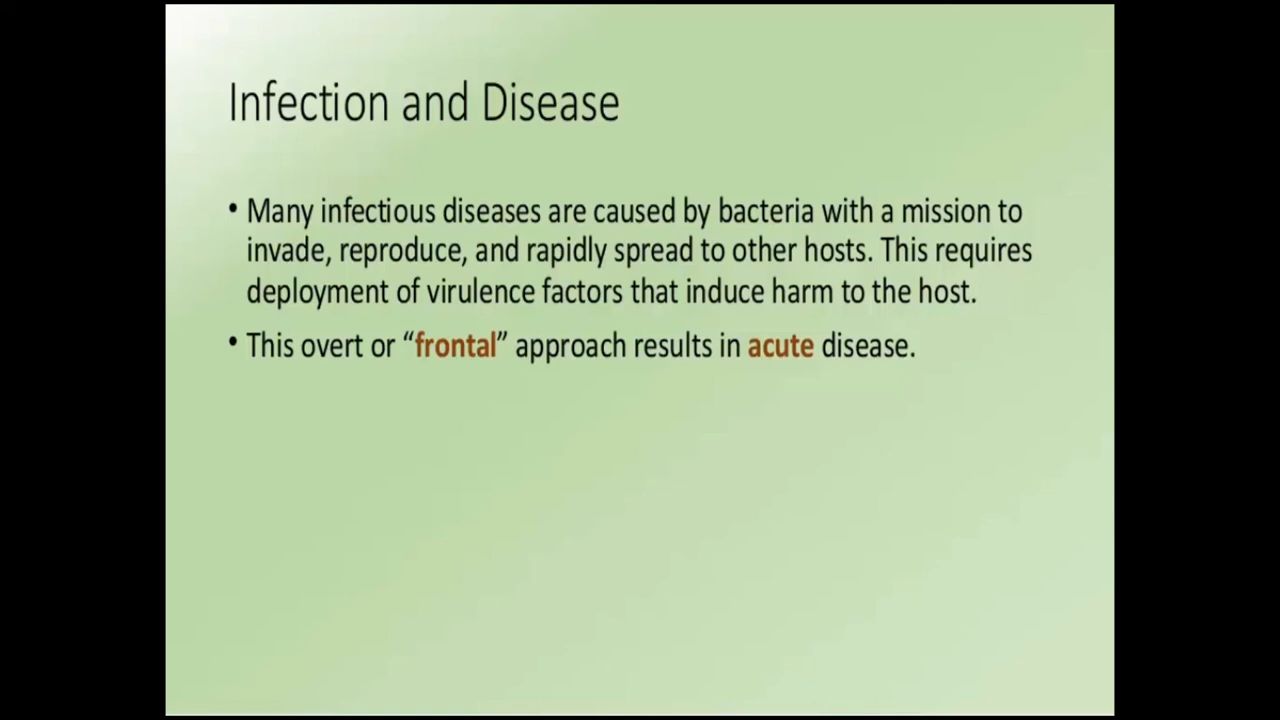 Infection and Disease
• Many infectious diseases are caused by bacteria with a mission to
invade, reproduce, and rapidly spread to other hosts. This requires
deployment of virulence factors that induce harm to the host.
• This overt or “frontal” approach results in acute disease.